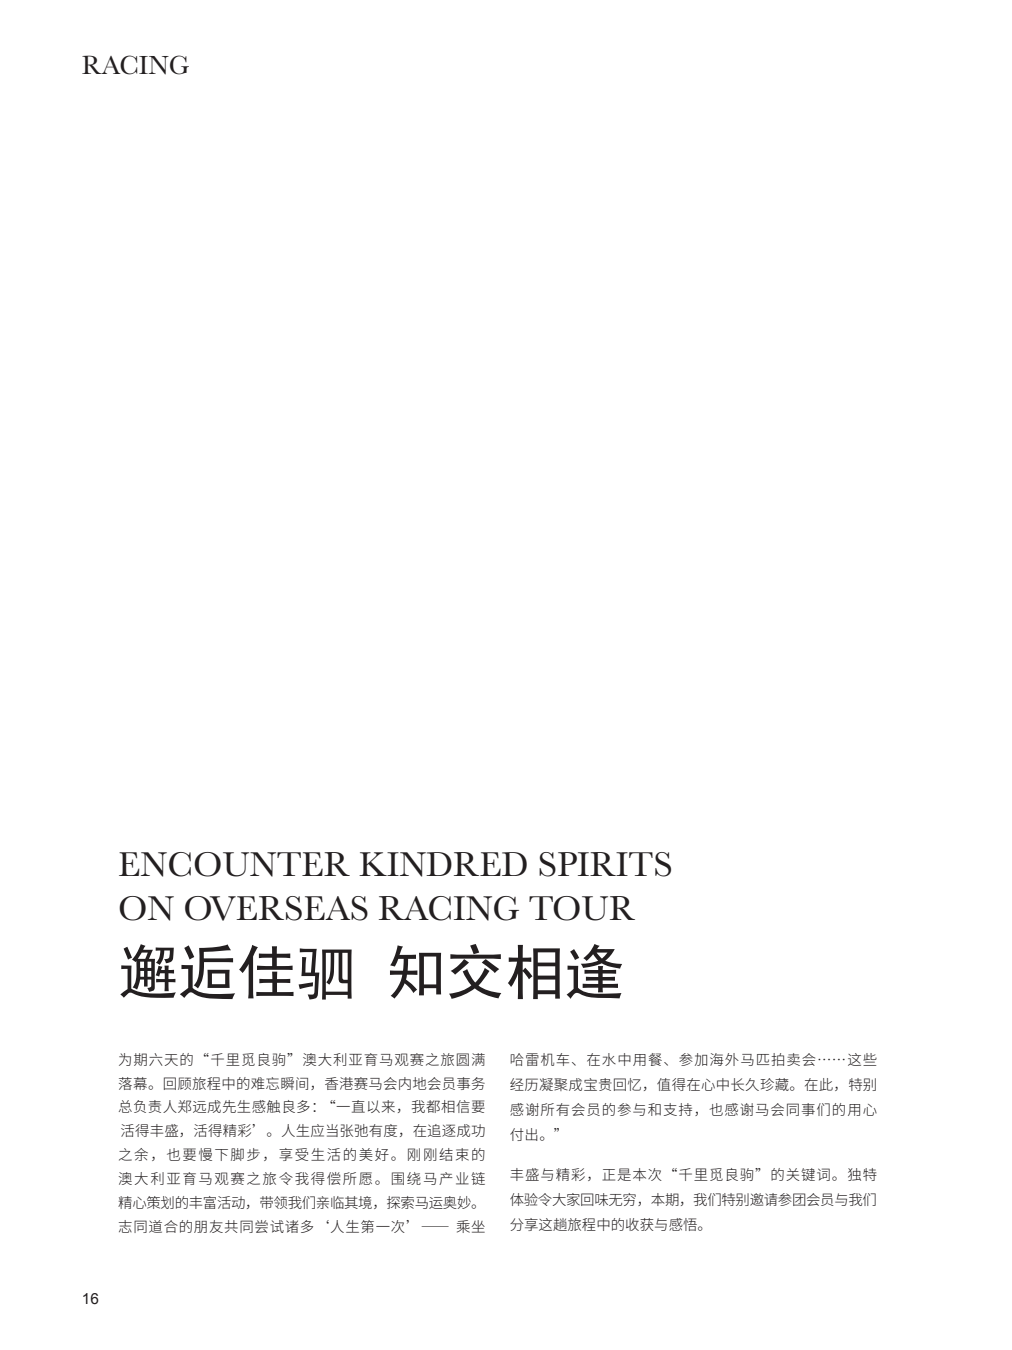 RACING
ENCOUNTER KINDRED SPIRITS
ON OVERSEAS RACING TOUR
邂逅佳驷 知交相逢
为期六天的“千里觅良驹”澳大利亚育马观赛之旅圆满
落幕。回顾旅程中的难忘瞬间，香港赛马会内地会员事务
总负责人郑远成先生感触良多：“一直以来，我都相信要
活得丰盛，活得精彩’。人生应当张弛有度，在追逐成功
之余，也要慢下脚步，享受生活的美好。刚刚结束的
澳大利亚育马观赛之旅令我得偿所愿。围绕马产业链
精心策划的丰富活动，带领我们亲临其境，探索马运奥妙。
志同道合的朋友共同尝试诸多‘人生第一次’—— 乘坐
哈雷机车、在水中用餐、参加海外马匹拍卖会……这些
经历凝聚成宝贵回忆，值得在心中长久珍藏。在此，特别
感谢所有会员的参与和支持，也感谢马会同事们的用心
付出。”
丰盛与精彩，正是本次“千里觅良驹”的关键词。独特
体验令大家回味无穷，本期，我们特别邀请参团会员与我们
分享这趟旅程中的收获与感悟。
16